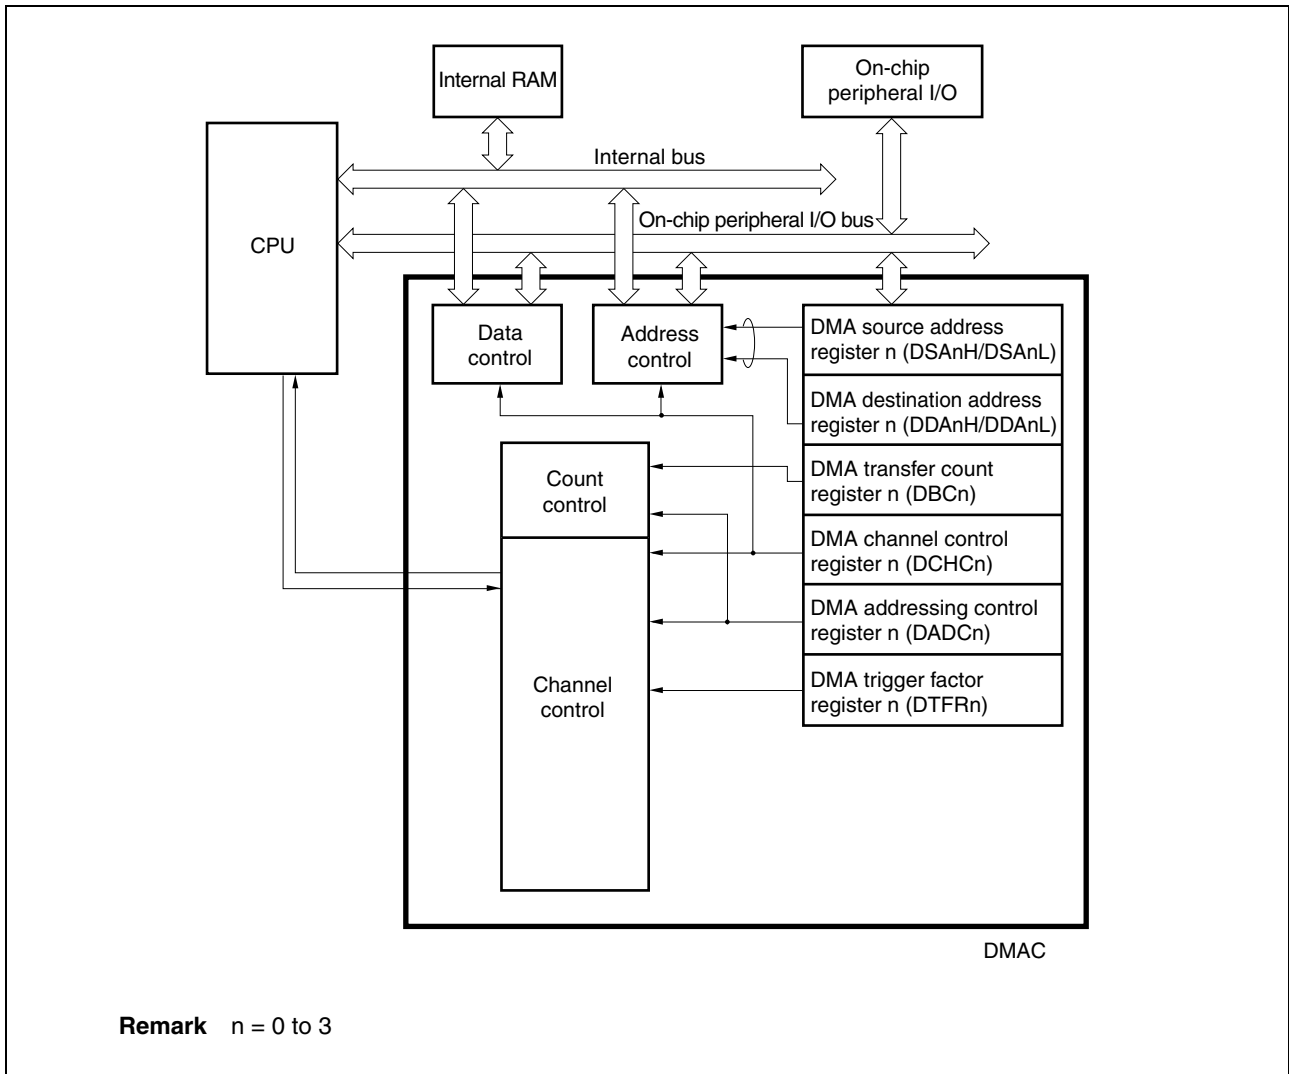 Internal RAM
On-chip
peripheral I/O
Internal bus
On-chip peripheral I/O bus
CPU
Data
control
Address
control
DMA source address
register n (DSAnH/DSAnL)
DMA destination address
register n (DDAnH/DDAnL)
Count
control
DMA transfer count
register n (DBCn)
DMA channel control
register n (DCHCn)
DMA addressing control
register n (DADCn)
Channel
control
DMA trigger factor
register n (DTFRn)
DMAC
Remark n = 0 to 3